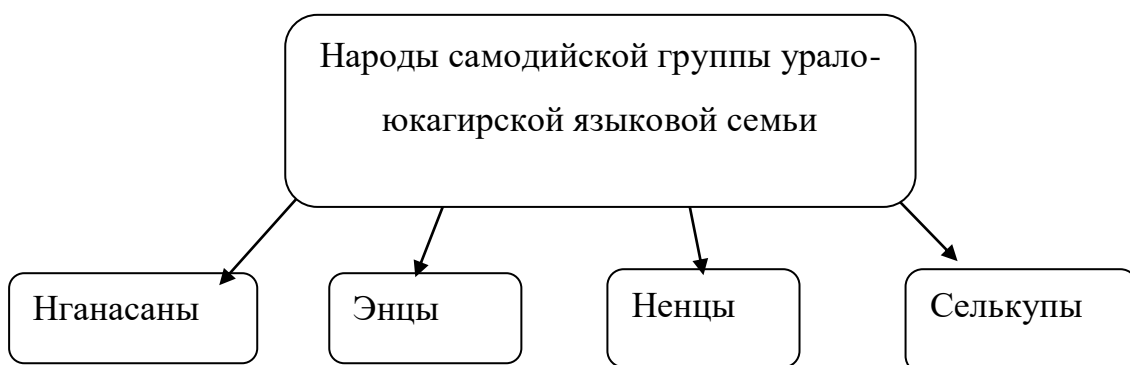 Народы самодийской группы урало-
юкагирской языковой семьи
Нганасаны
Энцы
Ненцы
Селькупы